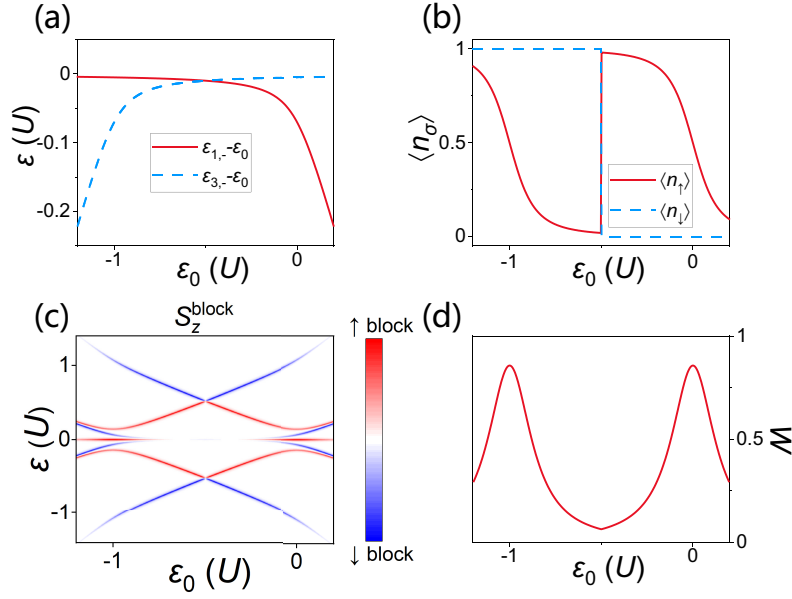 (a)
0
-0.1
-0.2
ε (U)
ε₁,₋-ε₀
ε₃,₋-ε₀
-1
0
ε₀ (U)
(b)
1
0.5
0
⟨nσ⟩
⟨n↑⟩
⟨n↓⟩
-1
0
ε₀ (U)
(c)
S_z^block
1
0
-1
ε (U)
-1
0
ε₀ (U)
↑ block
↓ block
(d)
1
0.5
0
W
-1
0
ε₀ (U)